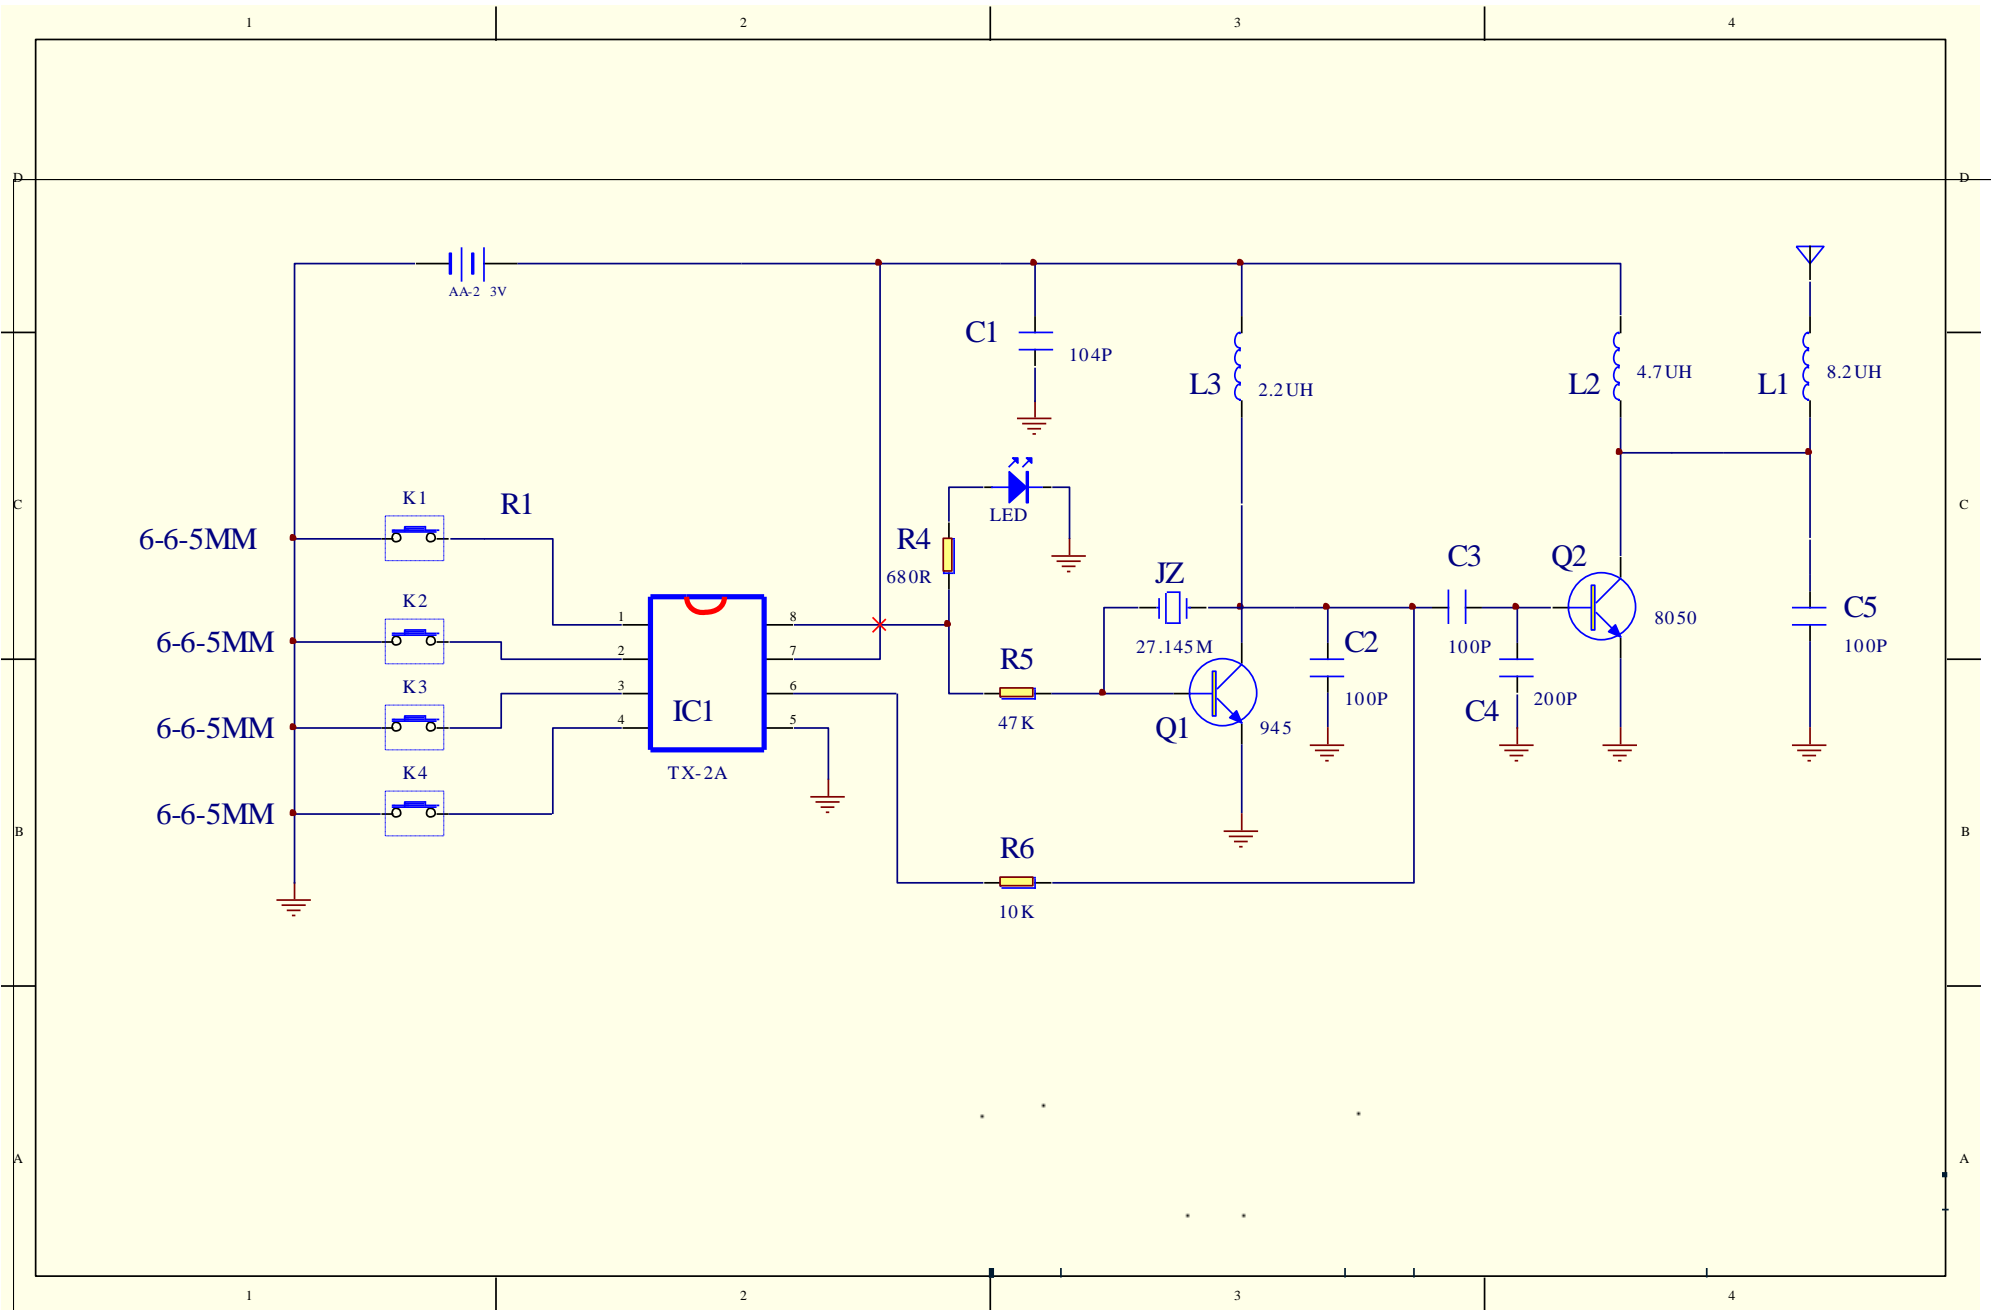 1 2 3 4
D D
AA-2 3V
C1
104P
L3
2.2UH
L2
4.7UH
L1
8.2UH
K1
R1
C C
LED
6-6-5MM
R4
680R
JZ
27.145M
C3
100P
Q2
8050
C5
100P
K2
6-6-5MM
1 8
2 7
3 6
4 5
IC1
TX-2A
R5
47K
Q1
945
C2
100P
C4
200P
K3
6-6-5MM
K4
6-6-5MM
B B
R6
10K
A A
1 2 3 4